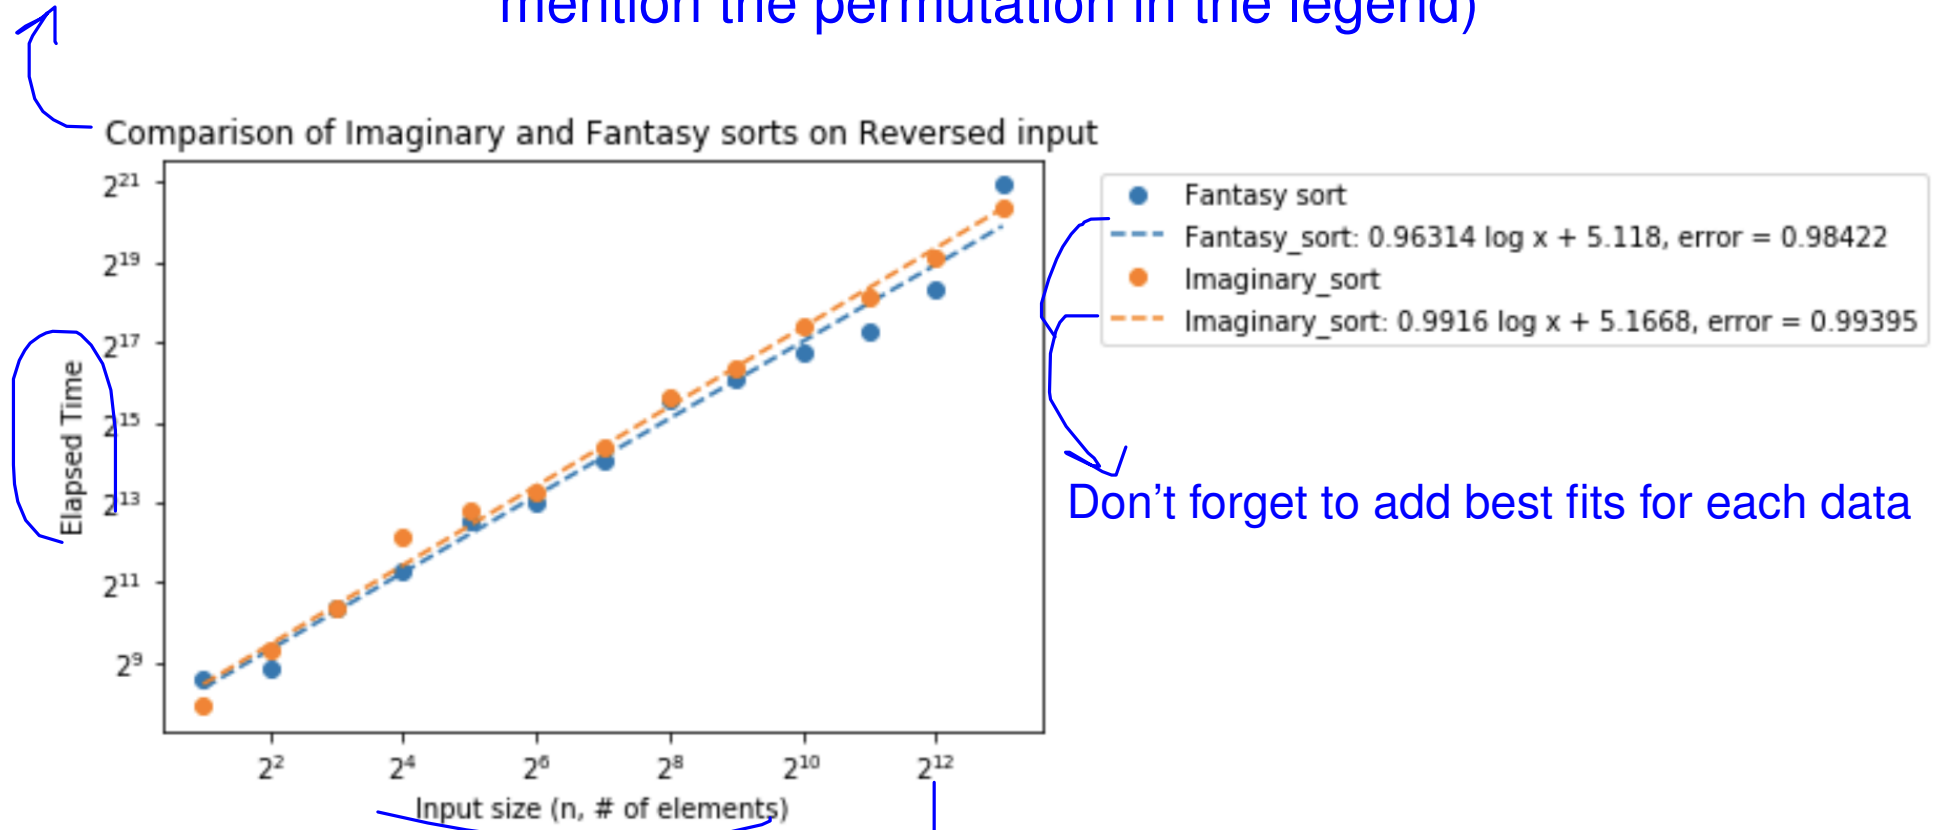 mention the permutation in the legend)
Comparison of Imaginary and Fantasy sorts on Reversed input
2²¹
2¹⁹
2¹⁷
2¹⁵
2¹³
2¹¹
2⁹
Elapsed Time
2²
2⁴
2⁶
2⁸
2¹⁰
2¹²
Input size (n, # of elements)
Fantasy sort
Fantasy_sort: 0.96314 log x + 5.118, error = 0.98422
Imaginary_sort
Imaginary_sort: 0.9916 log x + 5.1668, error = 0.99395
Don't forget to add best fits for each data